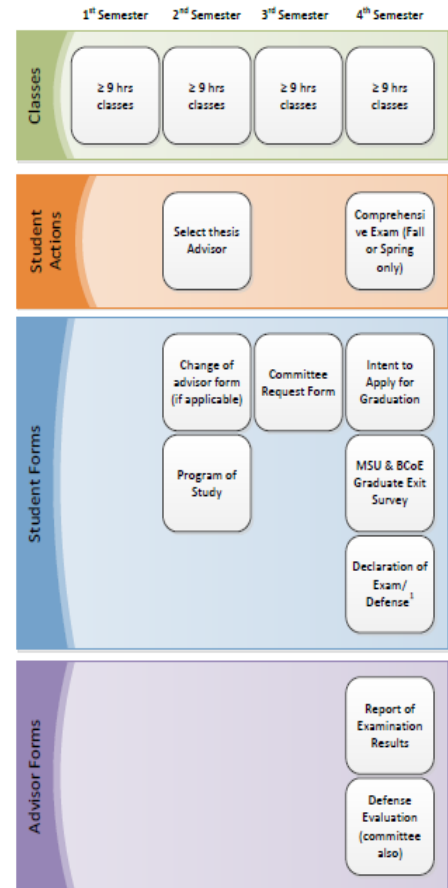 1st Semester 2nd Semester 3rd Semester 4th Semester
Classes
≥ 9 hrs
classes
≥ 9 hrs
classes
≥ 9 hrs
classes
≥ 9 hrs
classes
Student
Actions
Select thesis
Advisor
Comprehensi
ve Exam (Fall
or Spring
only)
Student Forms
Change of
advisor form
(if applicable)
Committee
Request Form
Intent to
Apply for
Graduation
Program of
Study
MSU & BCoE
Graduate Exit
Survey
Declaration of
Exam/
Defense1
Advisor Forms
Report of
Examination
Results
Defense
Evaluation
(committee
also)